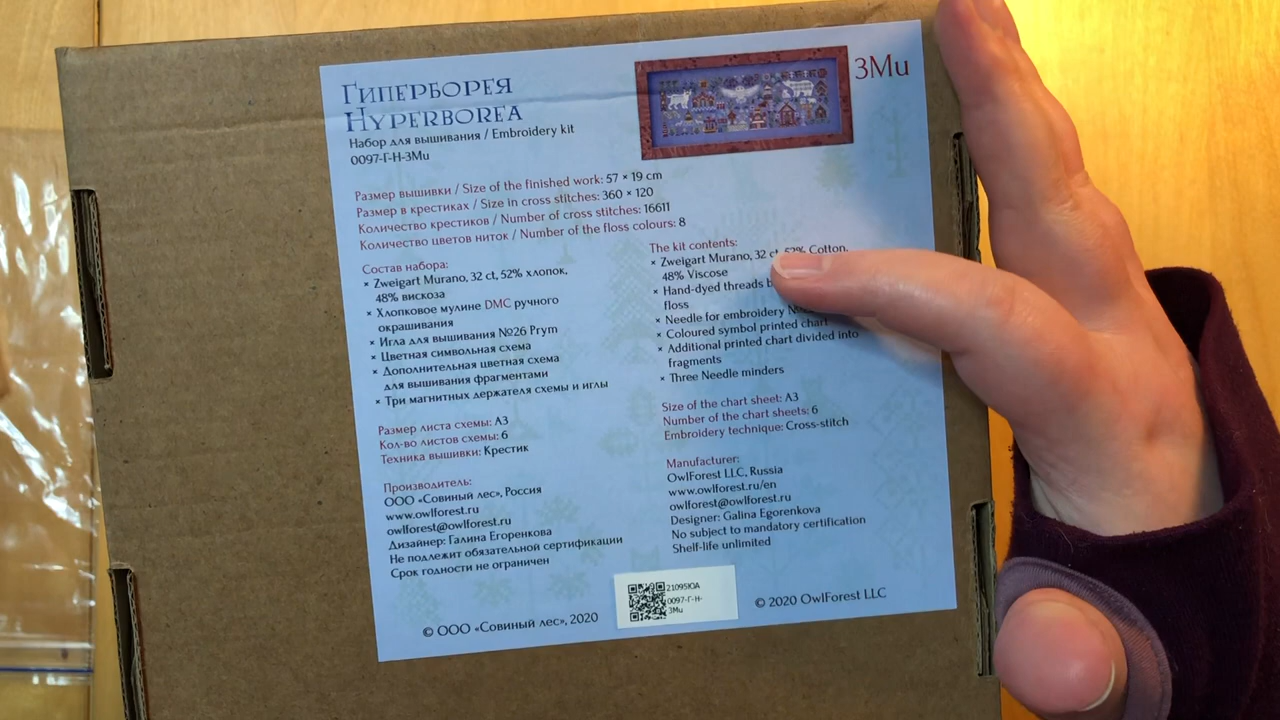 ГИПЕРБОРЕЯ
HYPERBOREA
Набор для вышивания / Embroidery kit
0097-Г-Н-3Mu
3Mu
Размер вышивки / Size of the finished work: 57 × 19 cm
Размер в крестиках / Size in cross stitches: 360 × 120
Количество крестиков / Number of cross stitches: 16611
Количество цветов ниток / Number of the floss colours: 8
Состав набора:
× Zweigart Murano, 32 ct, 52% хлопок,
48% вискоза
× Хлопковое мулине DMC ручного
окрашивания
× Игла для вышивания №26 Prym
× Цветная символьная схема
× Дополнительная цветная схема
для вышивания фрагментами
× Три магнитных держателя схемы и иглы
Размер листа схемы: А3
Кол-во листов схемы: 6
Техника вышивки: Крестик
Производитель:
ООО «Совиный лес», Россия
www.owlforest.ru
owlforest@owlforest.ru
Дизайнер: Галина Егоренкова
Не подлежит обязательной сертификации
Срок годности не ограничен
© ООО «Совиный лес», 2020
The kit contents:
× Zweigart Murano, 32 ct, 52% Cotton,
48% Viscose
× Hand-dyed threads
floss
× Needle for embroidery
× Coloured symbol printed chart
× Additional printed chart divided into
fragments
× Three Needle minders
Size of the chart sheet: A3
Number of the chart sheets: 6
Embroidery technique: Cross-stitch
Manufacturer:
OwlForest LLC, Russia
www.owlforest.ru/en
owlforest@owlforest.ru
Designer: Galina Egorenkova
No subject to mandatory certification
Shelf-life unlimited
21095ЮА
0097-Г-Н-
3Mu
© 2020 OwlForest LLC